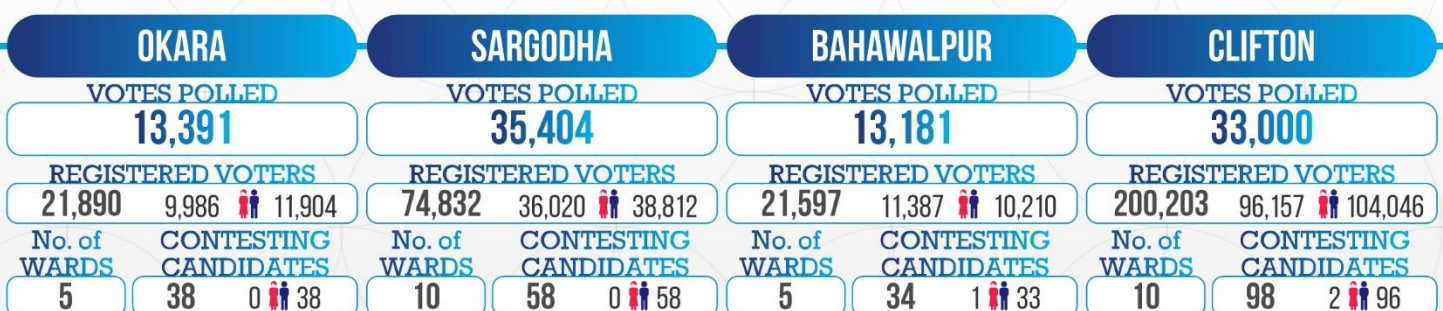 OKARA
VOTES POLLED
13,391
REGISTERED VOTERS
21,890 9,986 11,904
No. of WARDS
5
CONTESTING CANDIDATES
38 0 38
SARGODHA
VOTES POLLED
35,404
REGISTERED VOTERS
74,832 36,020 38,812
No. of WARDS
10
CONTESTING CANDIDATES
58 0 58
BAHAWALPUR
VOTES POLLED
13,181
REGISTERED VOTERS
21,597 11,387 10,210
No. of WARDS
5
CONTESTING CANDIDATES
34 1 33
CLIFTON
VOTES POLLED
33,000
REGISTERED VOTERS
200,203 96,157 104,046
No. of WARDS
10
CONTESTING CANDIDATES
98 2 96